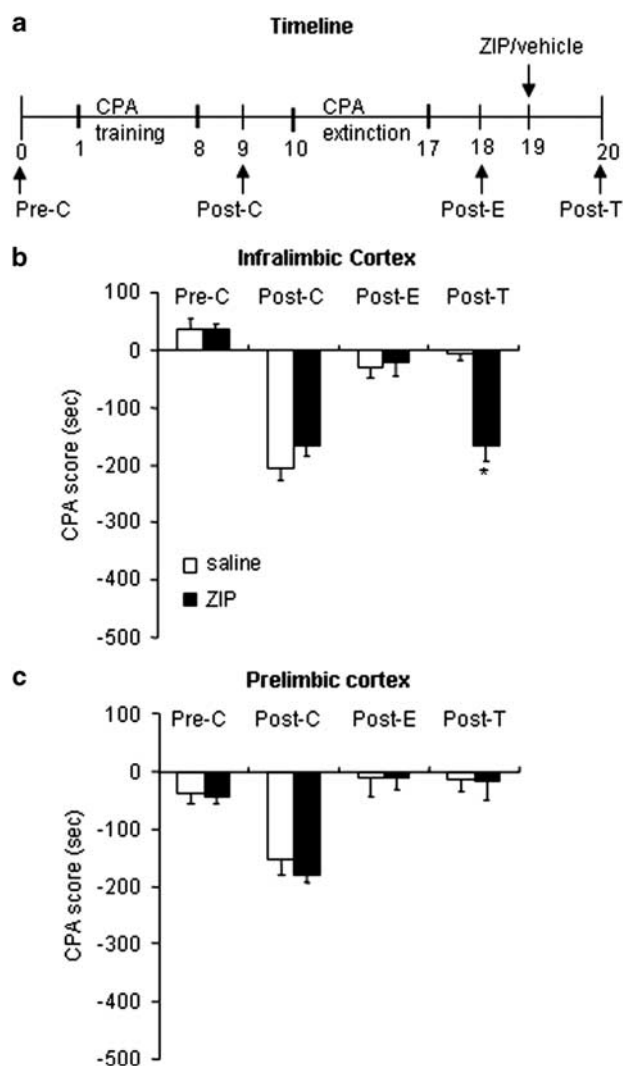 a
Timeline
ZIP/vehicle
CPA training
CPA extinction
0 1 8 9 10 17 18 19 20
Pre-C Post-C Post-E Post-T
b
Infralimbic Cortex
Pre-C Post-C Post-E Post-T
100
0
-100
-200
-300
-400
-500
CPA score (sec)
*
saline
ZIP
c
Prelimbic cortex
Pre-C Post-C Post-E Post-T
100
0
-100
-200
-300
-400
-500
CPA score (sec)